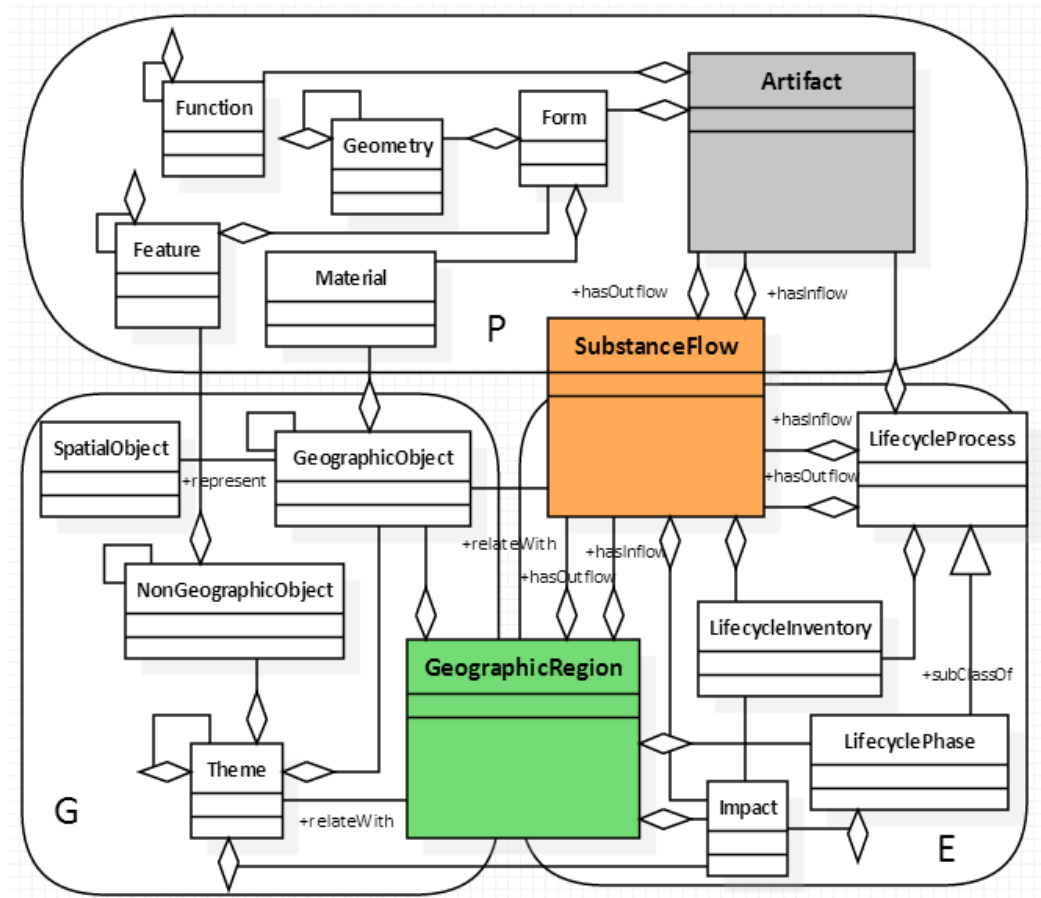 Artifact
Function
Form
Geometry
Feature
Material
+hasOutflow
+hasInflow
P
SubstanceFlow
+hasInflow
LifecycleProcess
SpatialObject
GeographicObject
+represent
+hasOutflow
+relateWith
+hasInflow
+hasOutflow
NonGeographicObject
LifecycleInventory
GeographicRegion
+subClassOf
LifecyclePhase
Theme
G
+relateWith
Impact
E